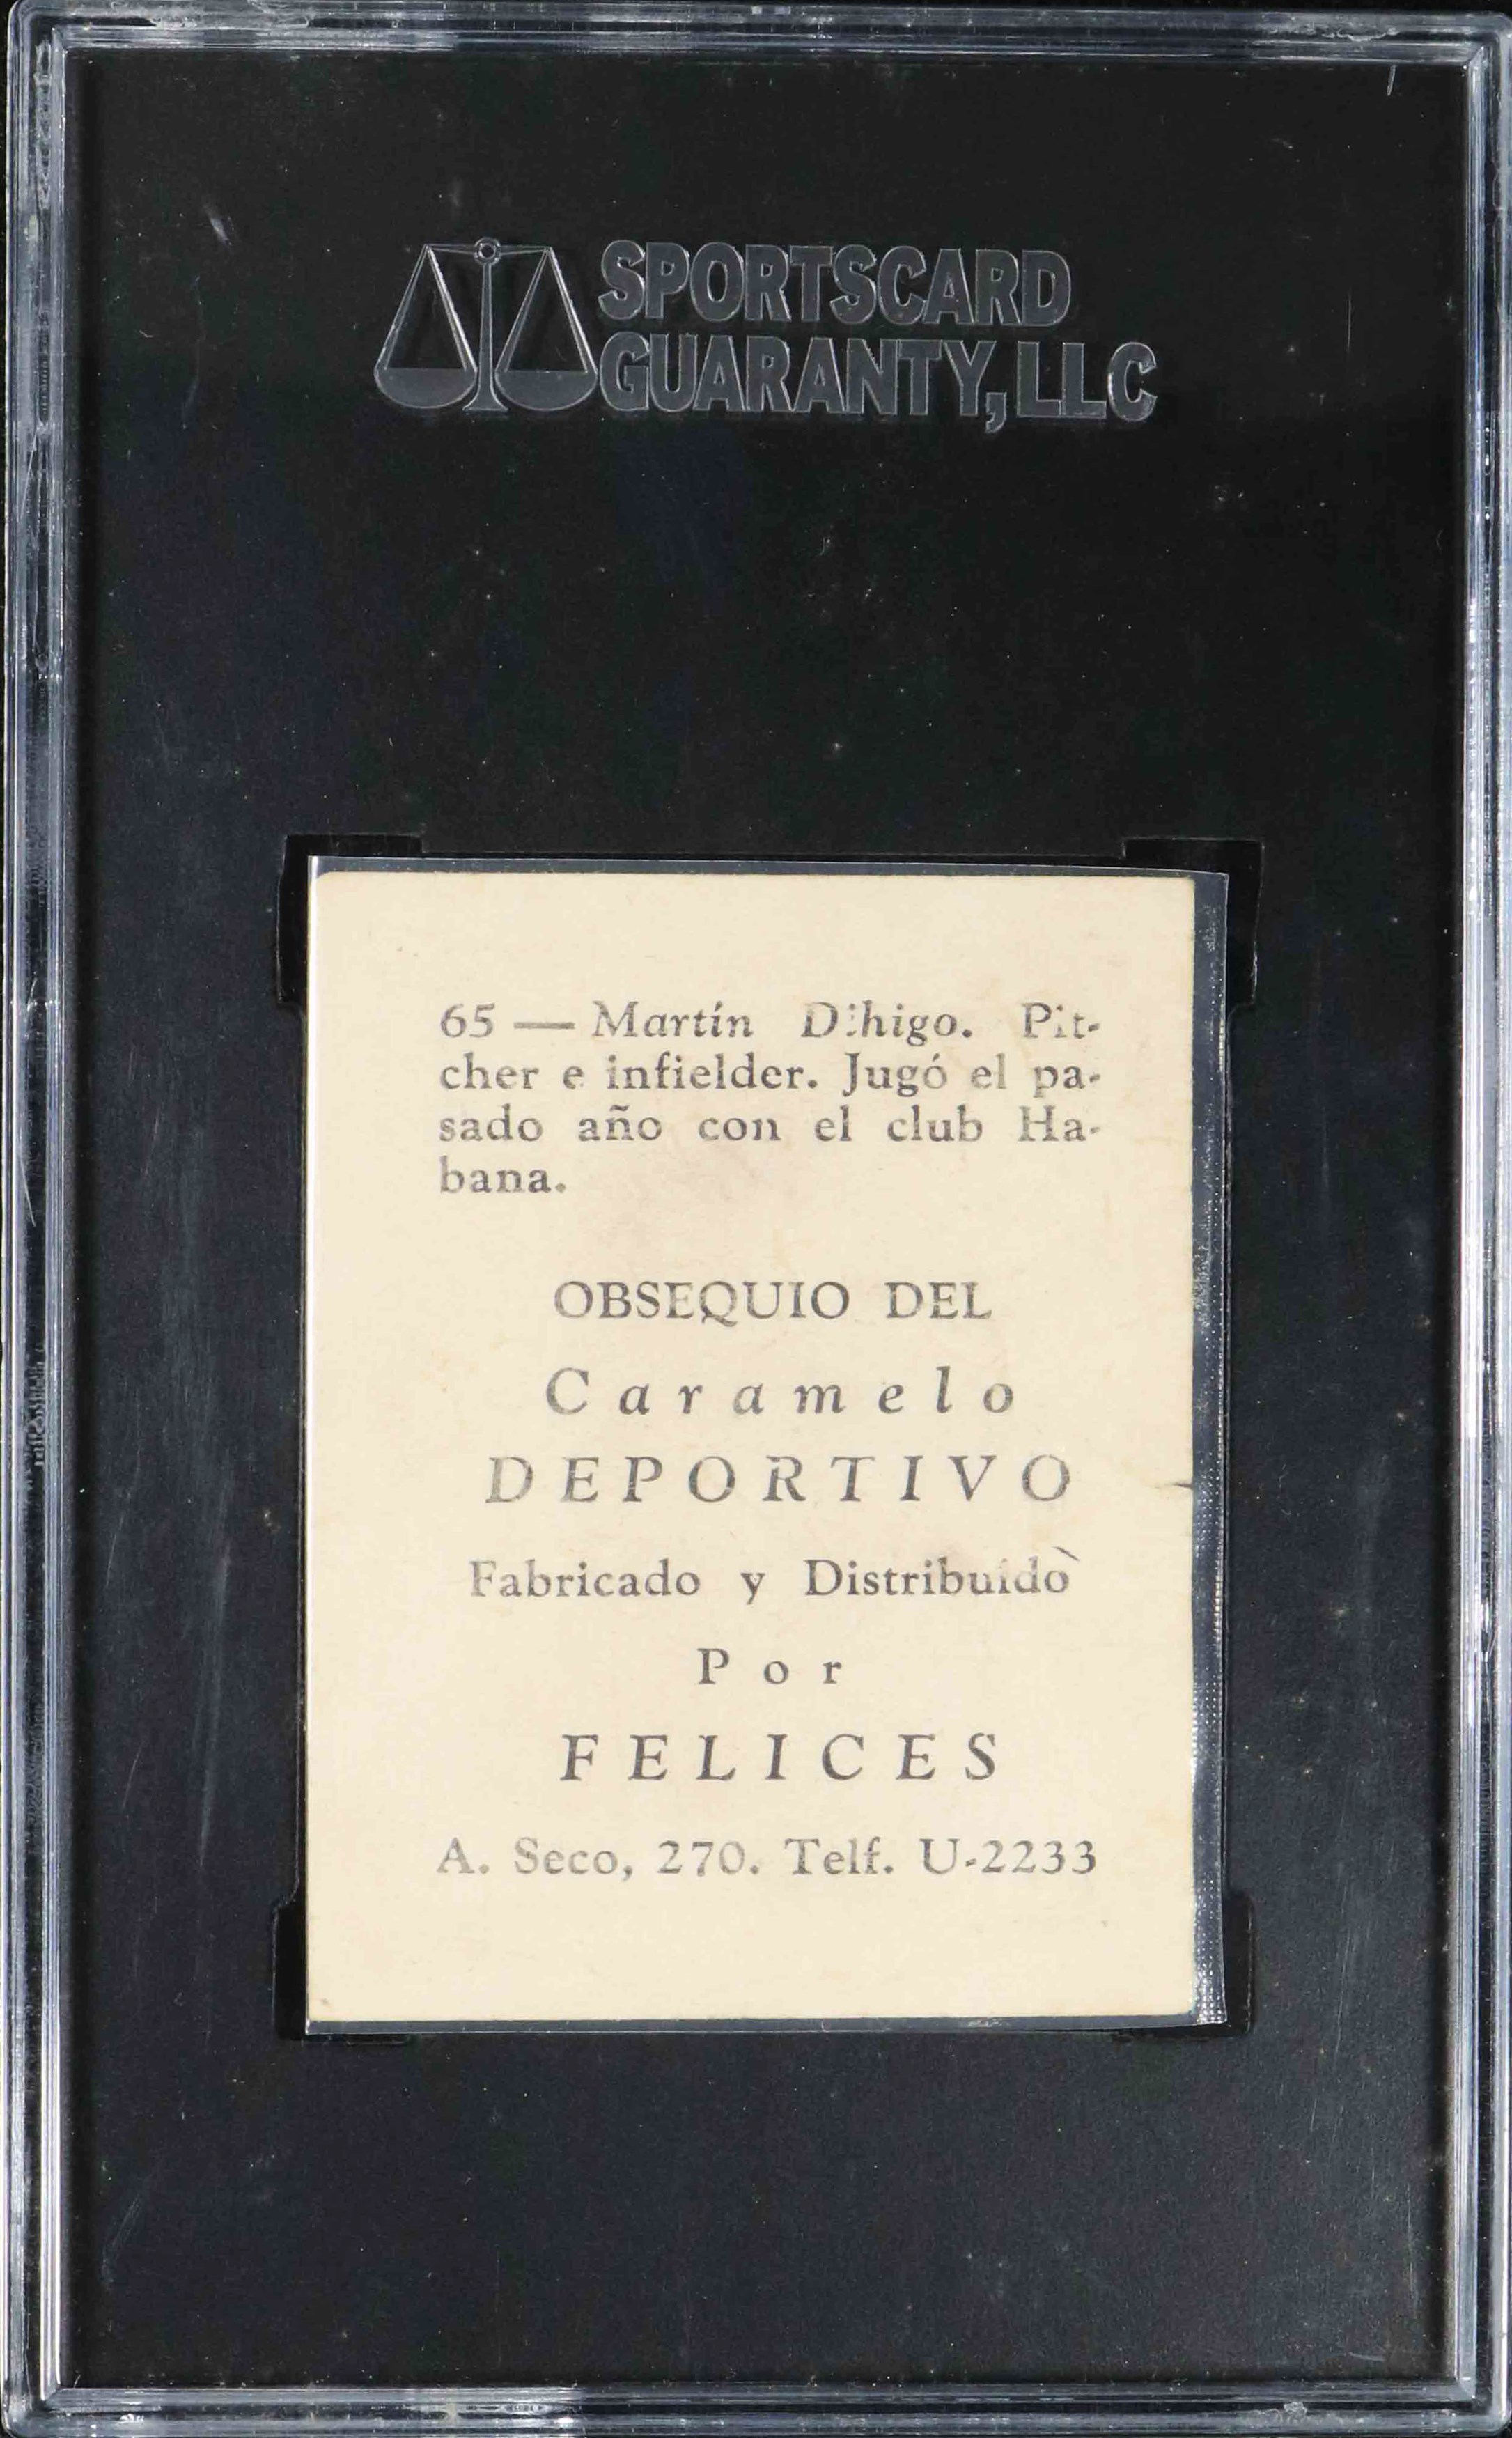 SPORTSCARD
GUARANTY, LLC
65 — Martín Dihigo. Pit-
cher e infielder. Jugó el pa-
sado año con el club Ha-
bana.
OBSEQUIO DEL
Caramelo
DEPORTIVO
Fabricado y Distribuído
Por
FELICES
A. Seco, 270. Telf. U-2233